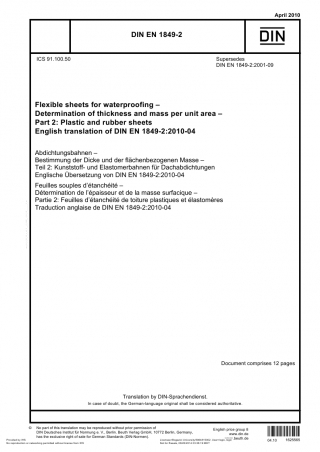 April 2010
DIN EN 1849-2
DIN
ICS 91.100.50
Supersedes
DIN EN 1849-2:2001-09
Flexible sheets for waterproofing –
Determination of thickness and mass per unit area –
Part 2: Plastic and rubber sheets
English translation of DIN EN 1849-2:2010-04
Abdichtungsbahnen –
Bestimmung der Dicke und der flächenbezogenen Masse –
Teil 2: Kunststoff- und Elastomerbahnen für Dachabdichtungen
Englische Übersetzung von DIN EN 1849-2:2010-04
Feuilles souples d'étanchéité –
Détermination de l'épaisseur et de la masse surfacique –
Partie 2: Feuilles d'étanchéité de toiture plastiques et élastomères
Traduction anglaise de DIN EN 1849-2:2010-04
Document comprises 12 pages
Translation by DIN-Sprachendienst.
In case of doubt, the German-language original shall be considered authoritative.
© No part of this translation may be reproduced without prior permission of
DIN Deutsches Institut für Normung e. V., Berlin. Beuth Verlag GmbH, 10772 Berlin, Germany,
has the exclusive right of sale for German Standards (DIN-Normen).
English price group 9
www.din.de
beuth.de